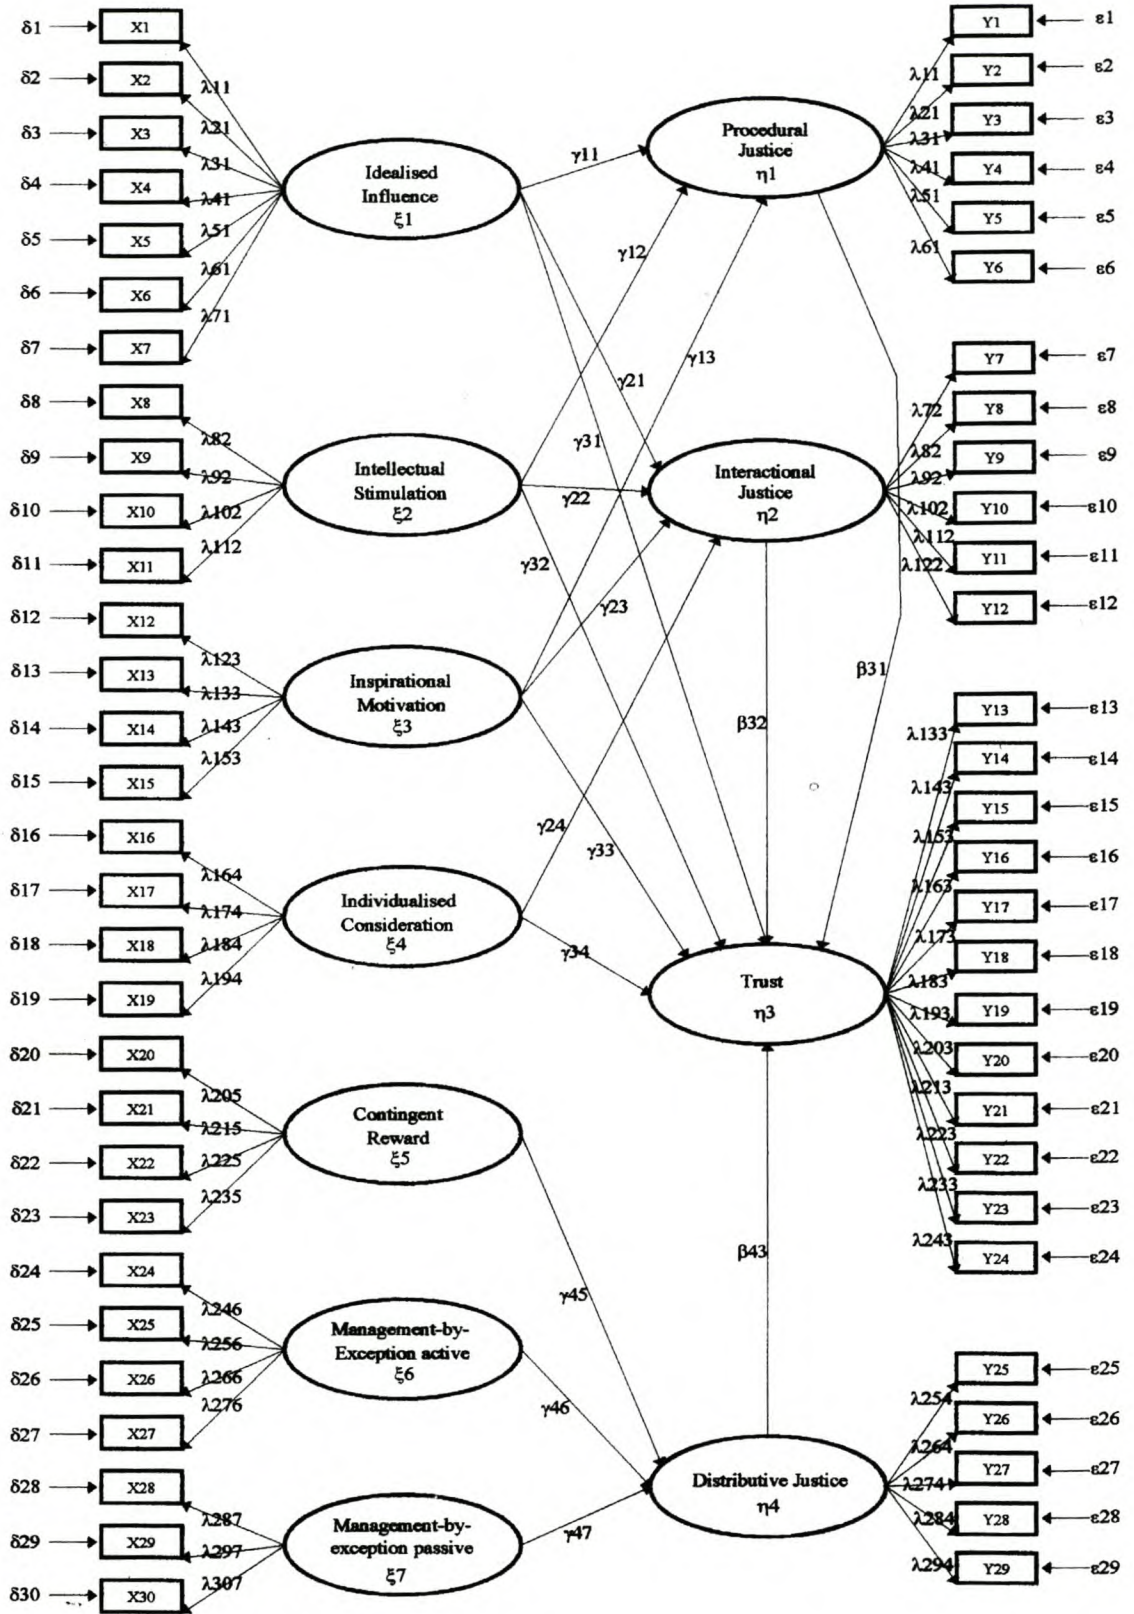 δ1
X1
δ2
X2
δ3
X3
δ4
X4
δ5
X5
δ6
X6
δ7
X7
λ11
λ21
λ31
λ41
λ51
λ61
λ71
Idealised
Influence
ξ1
δ8
X8
δ9
X9
δ10
X10
δ11
X11
λ82
λ92
λ102
λ112
Intellectual
Stimulation
ξ2
δ12
X12
δ13
X13
δ14
X14
δ15
X15
λ123
λ133
λ143
λ153
Inspirational
Motivation
ξ3
δ16
X16
δ17
X17
δ18
X18
δ19
X19
λ164
λ174
λ184
λ194
Individualised
Consideration
ξ4
δ20
X20
δ21
X21
δ22
X22
δ23
X23
λ205
λ215
λ225
λ235
Contingent
Reward
ξ5
δ24
X24
δ25
X25
δ26
X26
δ27
X27
λ246
λ256
λ266
λ276
Management-by-
Exception active
ξ6
δ28
X28
δ29
X29
δ30
X30
λ287
λ297
λ307
Management-by-
exception passive
ξ7
γ11
γ12
γ13
γ21
γ31
γ22
γ32
γ23
γ24
γ33
γ34
γ45
γ46
γ47
β31
β32
β43
Procedural
Justice
η1
λ11
λ21
λ31
λ41
λ51
λ61
Y1
ε1
Y2
ε2
Y3
ε3
Y4
ε4
Y5
ε5
Y6
ε6
Interactional
Justice
η2
λ72
λ82
λ92
λ102
λ112
λ122
Y7
ε7
Y8
ε8
Y9
ε9
Y10
ε10
Y11
ε11
Y12
ε12
Trust
η3
λ133
λ143
λ153
λ163
λ173
λ183
λ193
λ203
λ213
λ223
λ233
λ243
Y13
ε13
Y14
ε14
Y15
ε15
Y16
ε16
Y17
ε17
Y18
ε18
Y19
ε19
Y20
ε20
Y21
ε21
Y22
ε22
Y23
ε23
Y24
ε24
Distributive Justice
η4
λ254
λ264
λ274
λ284
λ294
Y25
ε25
Y26
ε26
Y27
ε27
Y28
ε28
Y29
ε29